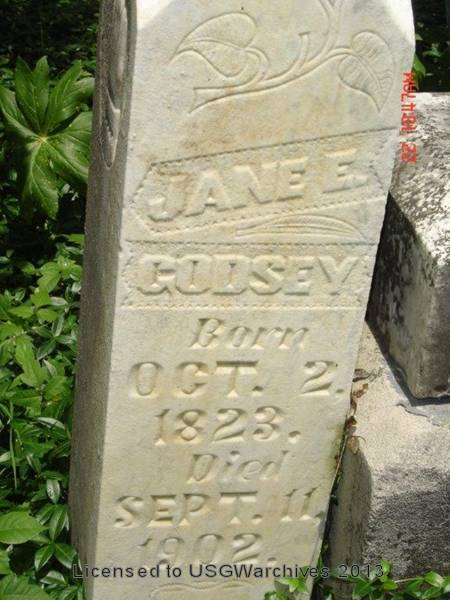 JANE E.
GODSEY
Born
OCT. 2.
1823.
Died
SEPT. 11,
1902.
Licensed to USGWarchives 2013